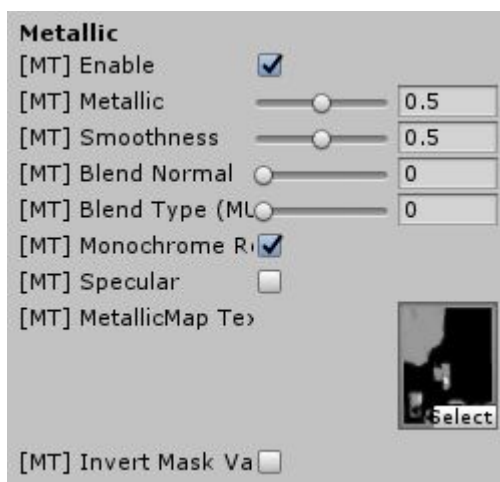 Metallic
[MT] Enable
[MT] Metallic 0.5
[MT] Smoothness 0.5
[MT] Blend Normal 0
[MT] Blend Type (MU 0
[MT] Monochrome R
[MT] Specular
[MT] MetallicMap Tex
Select
[MT] Invert Mask Va